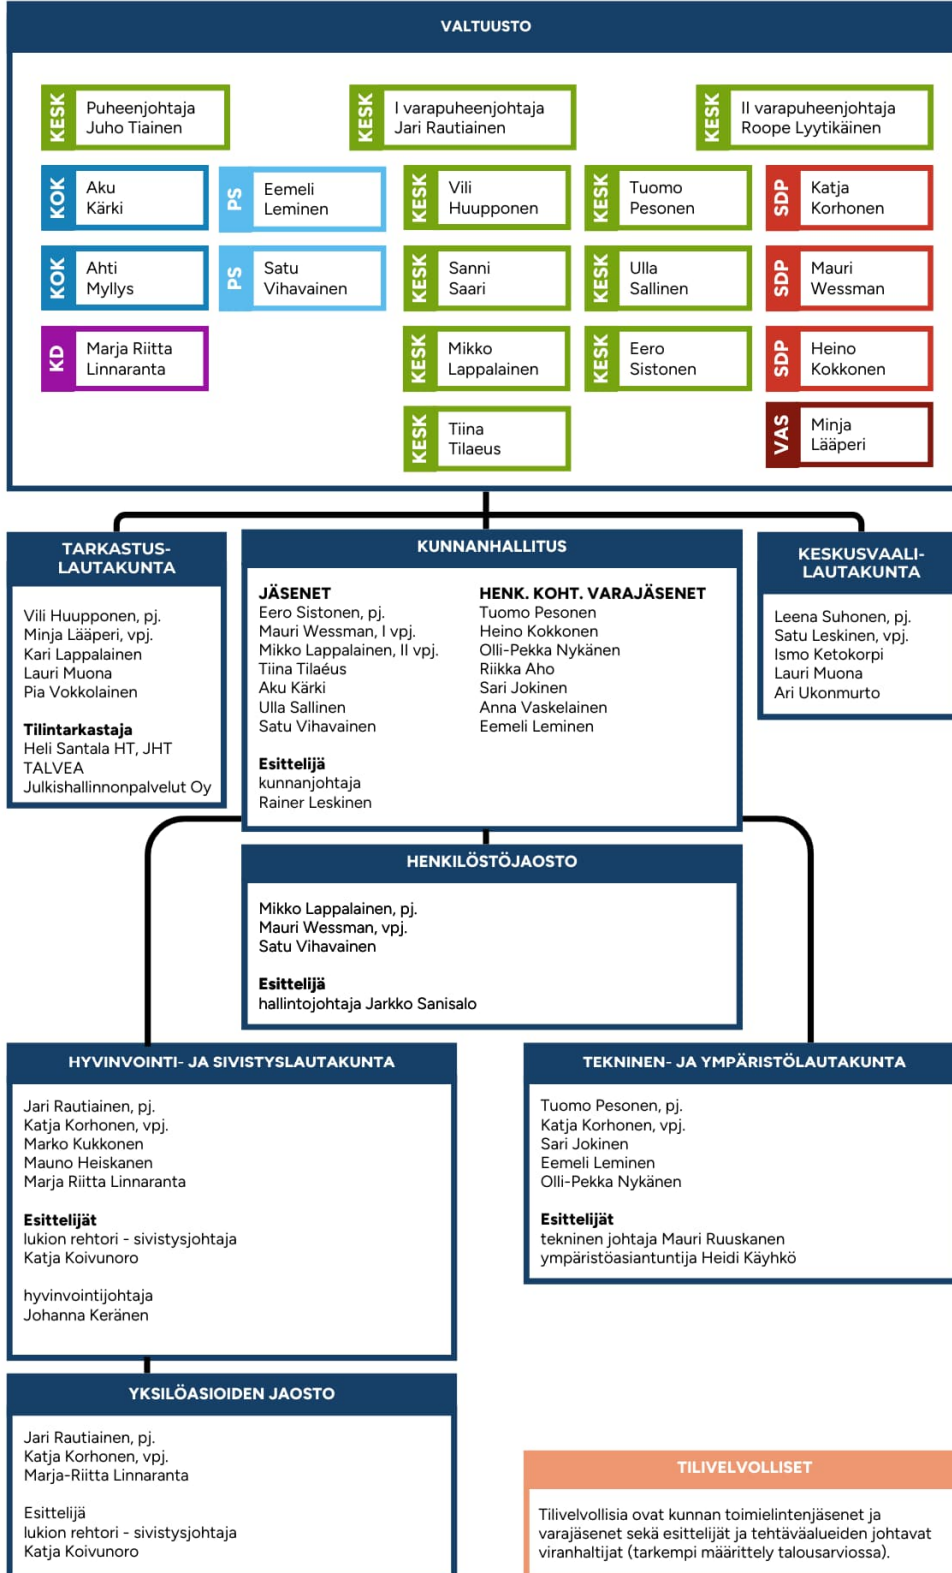 VALTUUSTO
KESK
Puheenjohtaja
Juho Tiainen
KESK
I varapuheenjohtaja
Jari Rautiainen
KESK
II varapuheenjohtaja
Roope Lyytikäinen
KOK
Aku
Kärki
PS
Eemeli
Leminen
KESK
Vili
Huupponen
KESK
Tuomo
Pesonen
SDP
Katja
Korhonen
KOK
Ahti
Myllys
PS
Satu
Vihavainen
KESK
Sanni
Saari
KESK
Ulla
Sallinen
SDP
Mauri
Wessman
KD
Marja Riitta
Linnaranta
KESK
Mikko
Lappalainen
KESK
Eero
Sistonen
SDP
Heino
Kokkonen
KESK
Tiina
Tilaeus
VAS
Minja
Lääperi
TARKASTUS-
LAUTAKUNTA
Vili Huupponen, pj.
Minja Lääperi, vpj.
Kari Lappalainen
Lauri Muona
Pia Vokkolainen
Tilintarkastaja
Heli Santala HT, JHT
TALVEA
Julkishallinnonpalvelut Oy
KUNNANHALLITUS
JÄSENET
Eero Sistonen, pj.
Mauri Wessman, I vpj.
Mikko Lappalainen, II vpj.
Tiina Tilaéus
Aku Kärki
Ulla Sallinen
Satu Vihavainen
Esittelijä
kunnanjohtaja
Rainer Leskinen
HENK. KOHT. VARAJÄSENET
Tuomo Pesonen
Heino Kokkonen
Olli-Pekka Nykänen
Riikka Aho
Sari Jokinen
Anna Vaskelainen
Eemeli Leminen
KESKUSVAALI-
LAUTAKUNTA
Leena Suhonen, pj.
Satu Leskinen, vpj.
Ismo Ketokorpi
Lauri Muona
Ari Ukonmurto
HENKILÖSTÖJAOSTO
Mikko Lappalainen, pj.
Mauri Wessman, vpj.
Satu Vihavainen
Esittelijä
hallintojohtaja Jarkko Sanisalo
HYVINVOINTI- JA SIVISTYSLAUTAKUNTA
Jari Rautiainen, pj.
Katja Korhonen, vpj.
Marko Kukkonen
Mauno Heiskanen
Marja Riitta Linnaranta
Esittelijät
lukion rehtori - sivistysjohtaja
Katja Koivunoro
hyvinvointijohtaja
Johanna Keränen
TEKNINEN- JA YMPÄRISTÖLAUTAKUNTA
Tuomo Pesonen, pj.
Katja Korhonen, vpj.
Sari Jokinen
Eemeli Leminen
Olli-Pekka Nykänen
Esittelijät
tekninen johtaja Mauri Ruuskanen
ympäristöasiantuntija Heidi Käyhkö
YKSILÖASIOIDEN JAOSTO
Jari Rautiainen, pj.
Katja Korhonen, vpj.
Marja-Riitta Linnaranta
Esittelijä
lukion rehtori - sivistysjohtaja
Katja Koivunoro
TILIVELVOLLISET
Tilivelvollisia ovat kunnan toimielintenjäsenet ja
varajäsenet sekä esittelijät ja tehtäväalueiden johtavat
viranhaltijat (tarkempi määrittely talousarviossa).